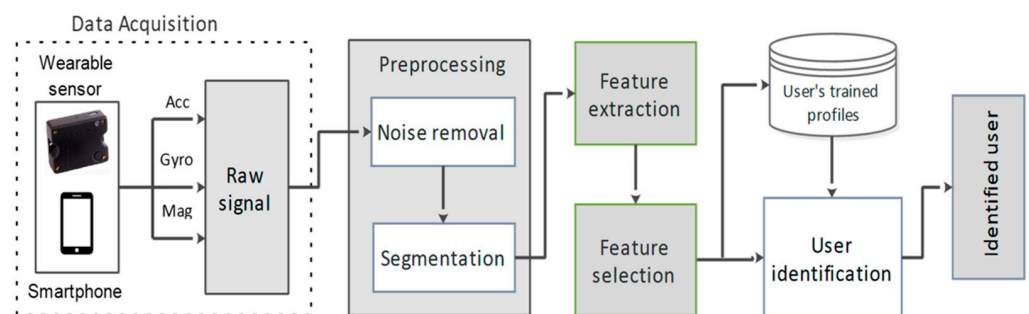 Data Acquisition
Wearable
sensor
Smartphone
Acc
Gyro
Mag
Raw
signal
Preprocessing
Noise removal
Segmentation
Feature
extraction
Feature
selection
User's trained
profiles
User
identification
Identified user